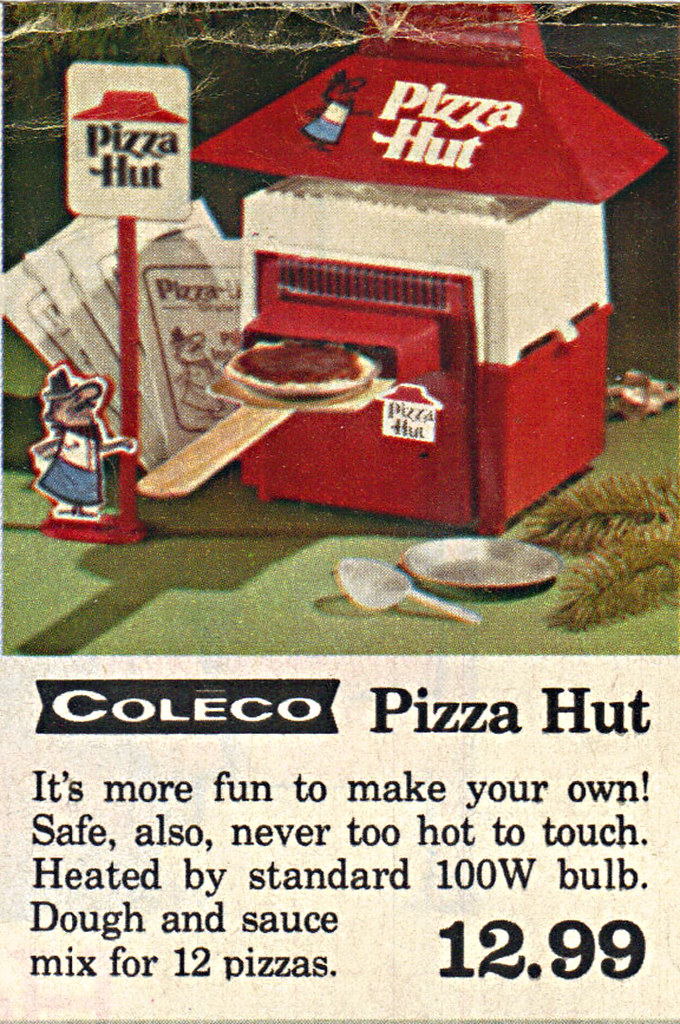 Pizza
Hut
Pizza
Hut
Pizza
Pizza
Hut
COLECO Pizza Hut
It's more fun to make your own!
Safe, also, never too hot to touch.
Heated by standard 100W bulb.
Dough and sauce
mix for 12 pizzas.
12.99